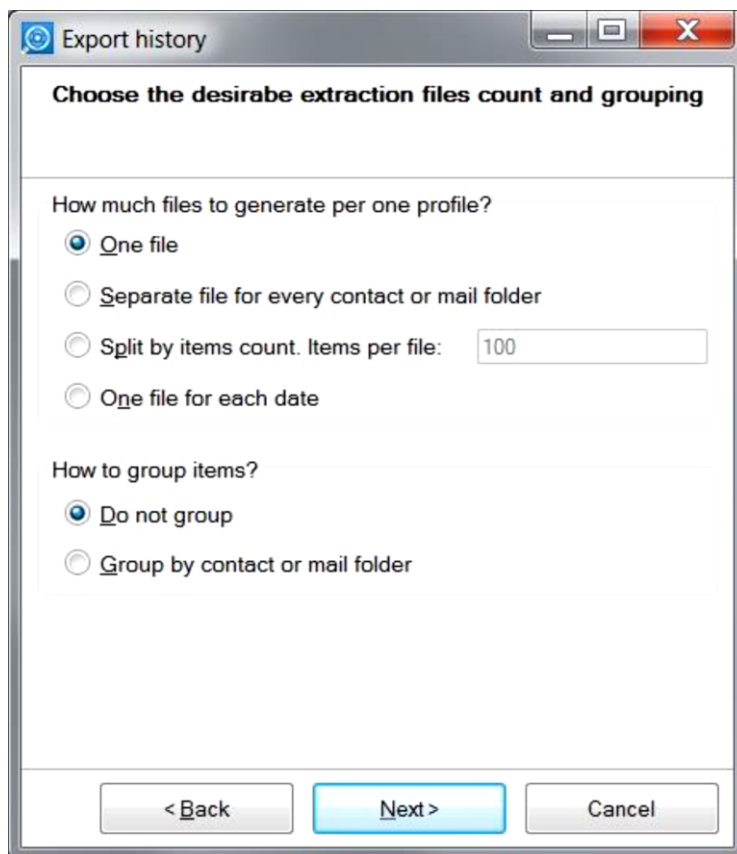 Export history
Choose the desirabe extraction files count and grouping
How much files to generate per one profile?
One file
Separate file for every contact or mail folder
Split by items count. Items per file: 100
One file for each date
How to group items?
Do not group
Group by contact or mail folder
< Back Next > Cancel